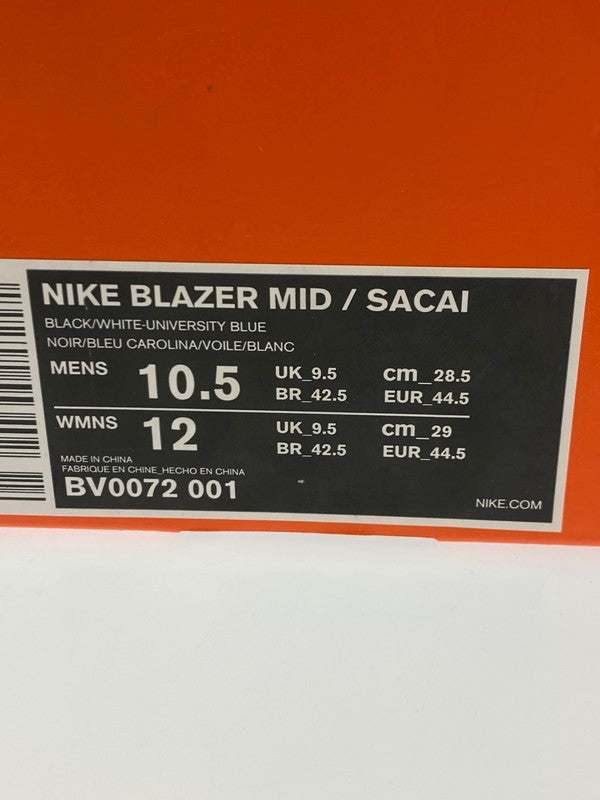 NIKE BLAZER MID / SACAI
BLACK/WHITE-UNIVERSITY BLUE
NOIR/BLEU CAROLINA/VOILE/BLANC
MENS 10.5 UK_9.5 cm_28.5
BR_42.5 EUR_44.5
WMNS 12 UK_9.5 cm_29
BR_42.5 EUR_44.5
MADE IN CHINA
FABRIQUE EN CHINE_HECHO EN CHINA
BV0072 001
NIKE.COM